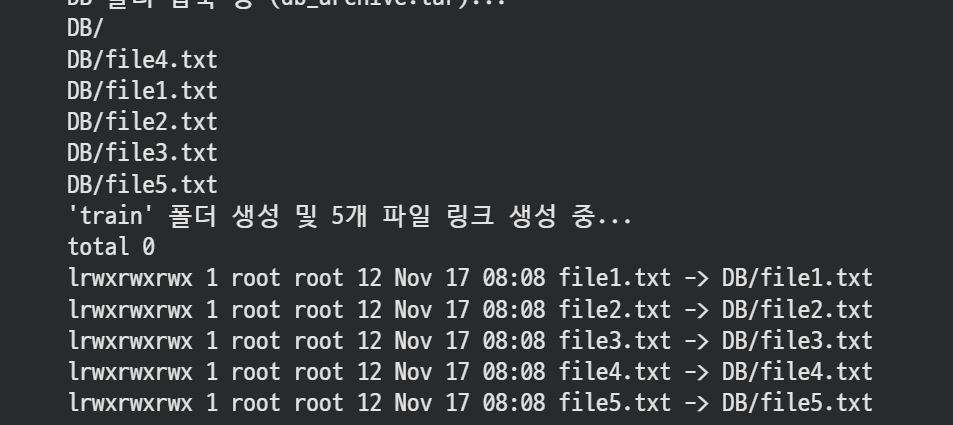 DB 폴더 압축 중 (db_archive.tar)...
DB/
DB/file4.txt
DB/file1.txt
DB/file2.txt
DB/file3.txt
DB/file5.txt
'train' 폴더 생성 및 5개 파일 링크 생성 중...
total 0
lrwxrwxrwx 1 root root 12 Nov 17 08:08 file1.txt -> DB/file1.txt
lrwxrwxrwx 1 root root 12 Nov 17 08:08 file2.txt -> DB/file2.txt
lrwxrwxrwx 1 root root 12 Nov 17 08:08 file3.txt -> DB/file3.txt
lrwxrwxrwx 1 root root 12 Nov 17 08:08 file4.txt -> DB/file4.txt
lrwxrwxrwx 1 root root 12 Nov 17 08:08 file5.txt -> DB/file5.txt